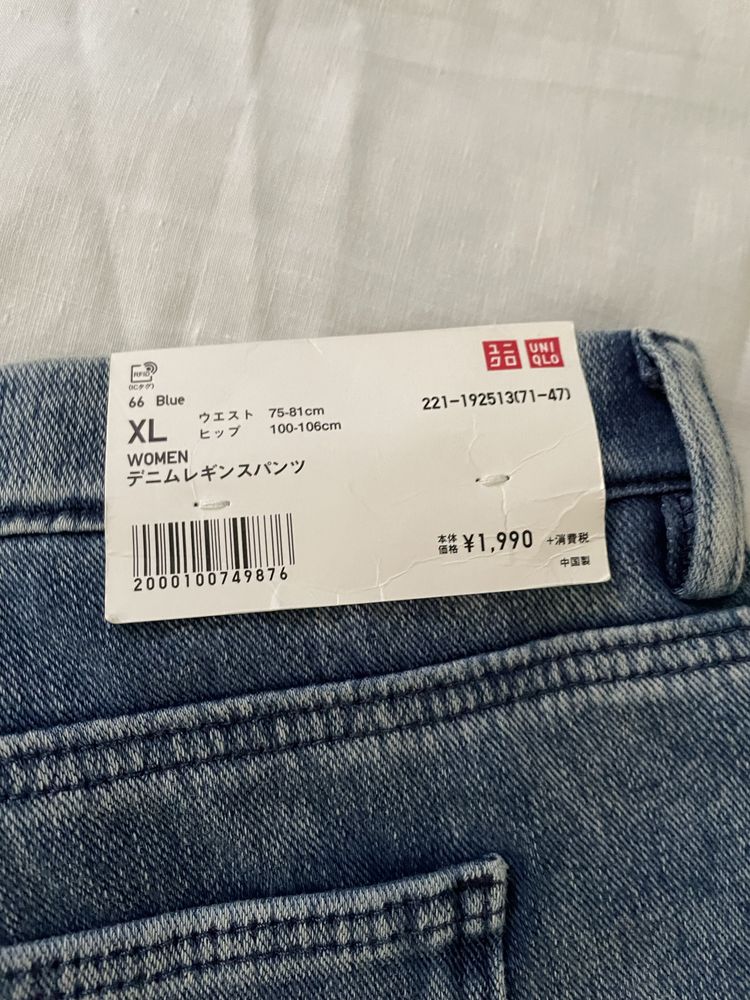 RFID
(ICタグ)
ユニ
クロ
UNI
QLO
66 Blue
XL
ウエスト 75-81cm
ヒップ 100-106cm
221-192513(71-47)
WOMEN
デニムレギンスパンツ
2000100749876
本体
価格 ¥1,990 +消費税
中国製